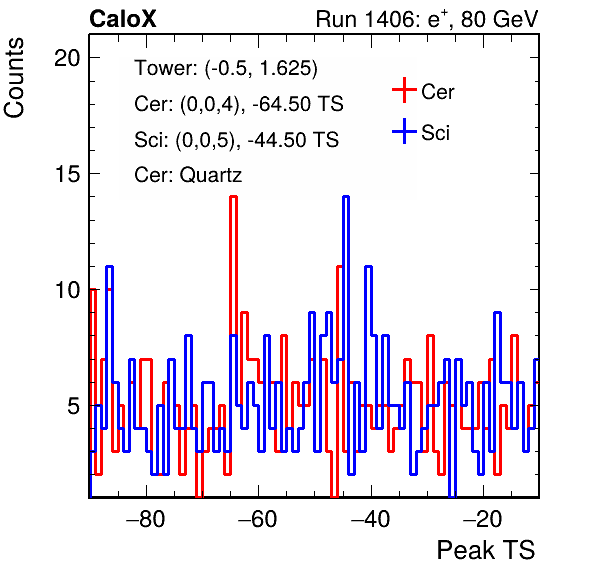 CaloX Run 1406: e⁺, 80 GeV
Counts
20
15
10
5
Tower: (-0.5, 1.625)
Cer: (0,0,4), -64.50 TS
Sci: (0,0,5), -44.50 TS
Cer: Quartz
Cer
Sci
−80 −60 −40 −20
Peak TS